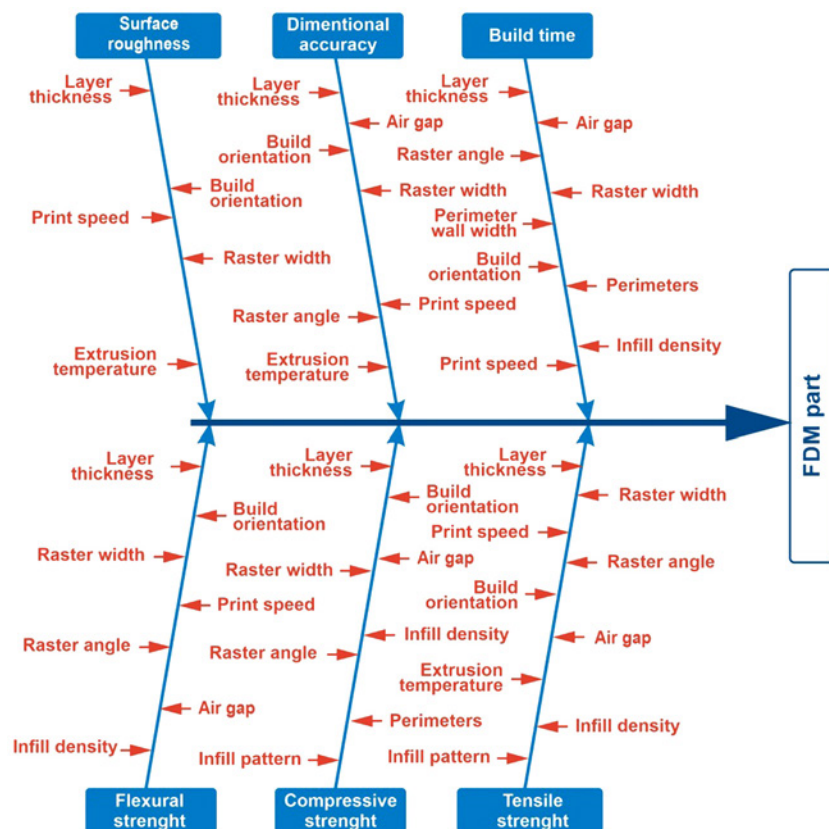 Surface
roughness
Dimentional
accuracy
Build time
Layer
thickness
Build
orientation
Print speed
Raster width
Extrusion
temperature
Layer
thickness
Air gap
Build
orientation
Raster width
Print speed
Raster angle
Extrusion
temperature
Layer
thickness
Air gap
Raster angle
Raster width
Perimeter
wall width
Build
orientation
Perimeters
Infill density
Print speed
FDM part
Layer
thickness
Build
orientation
Raster width
Print speed
Raster angle
Air gap
Infill density
Flexural
strenght
Layer
thickness
Build
orientation
Air gap
Raster width
Infill density
Raster angle
Perimeters
Infill pattern
Compressive
strenght
Layer
thickness
Raster width
Print speed
Raster angle
Build
orientation
Air gap
Extrusion
temperature
Infill density
Infill pattern
Tensile
strenght